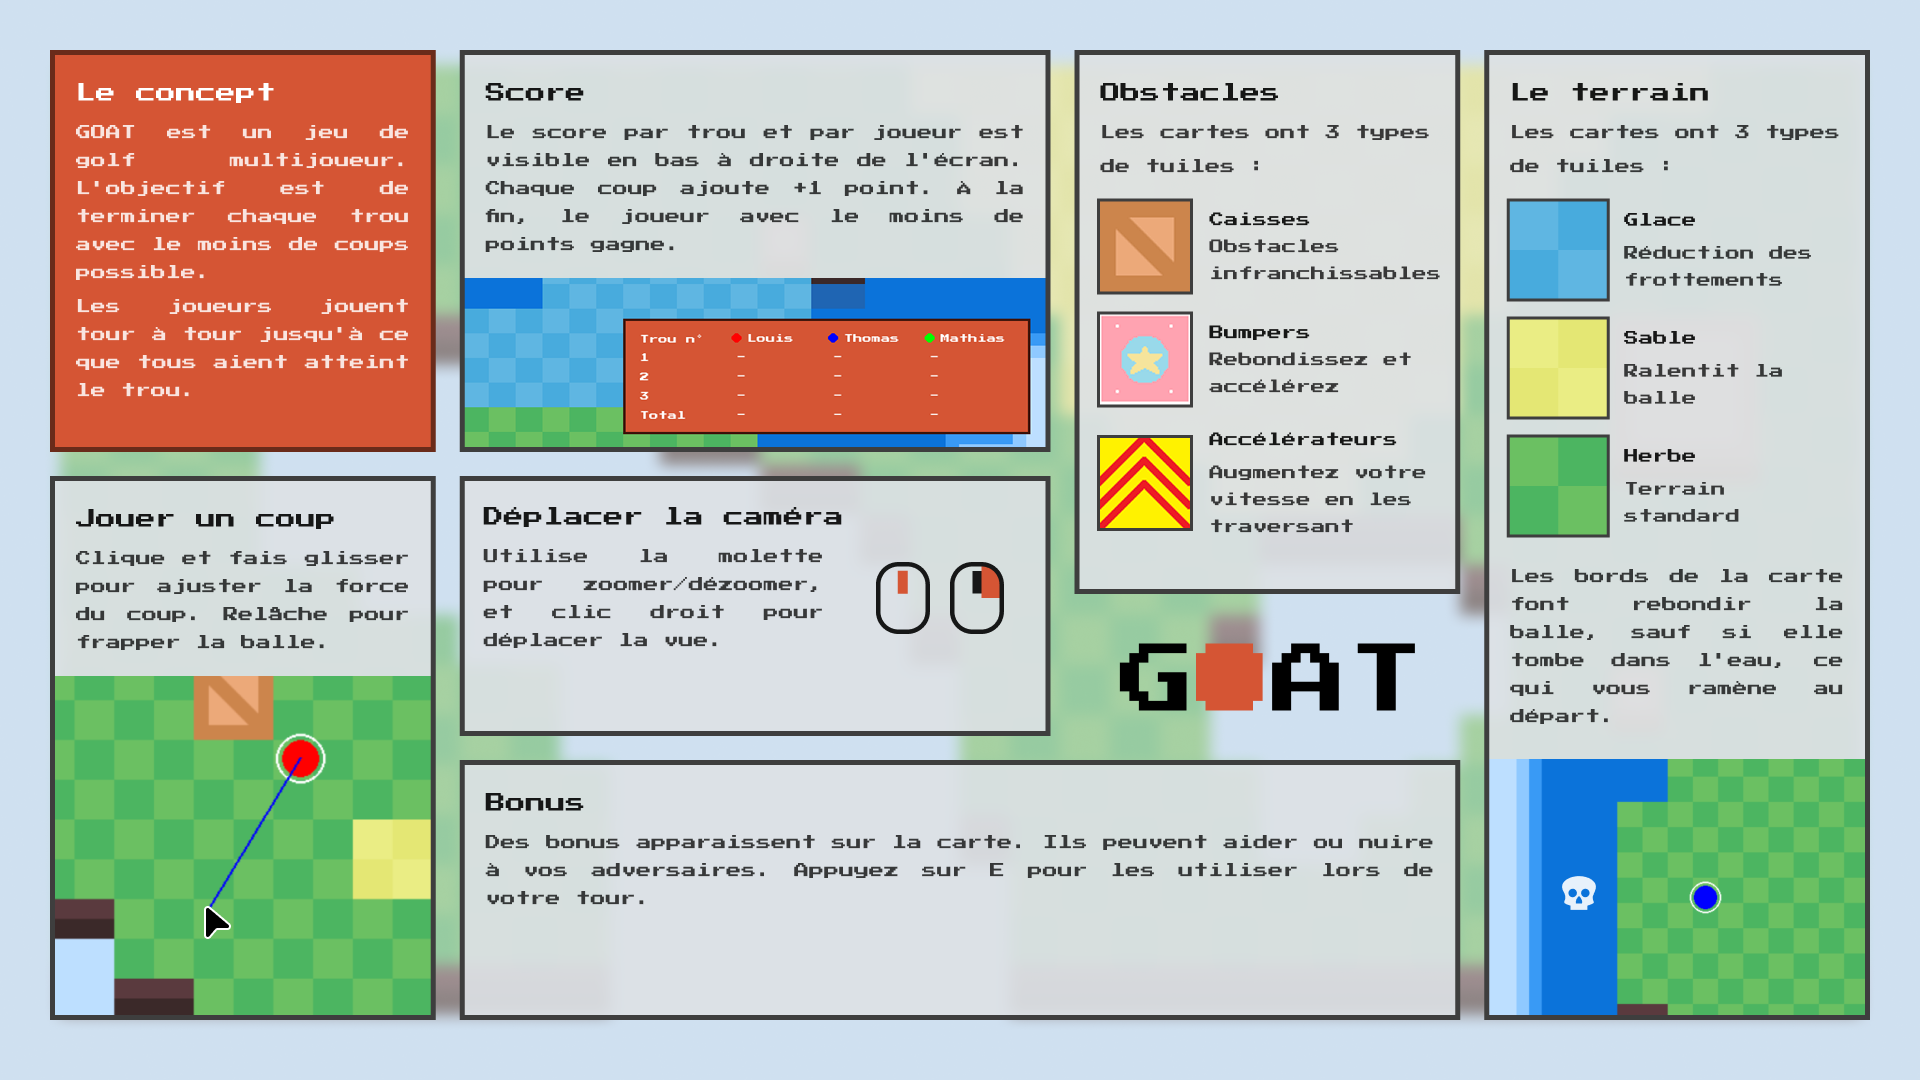 Le concept
GOAT est un jeu de
golf multijoueur.
L'objectif est de
terminer chaque trou
avec le moins de coups
possible.
Les joueurs jouent
tour à tour jusqu'à ce
que tous aient atteint
le trou.
Score
Le score par trou et par joueur est
visible en bas à droite de l'écran.
Chaque coup ajoute +1 point. À la
fin, le joueur avec le moins de
points gagne.
Trou n° Louis Thomas Mathias
1 - - -
2 - - -
3 - - -
Total - - -
Obstacles
Les cartes ont 3 types
de tuiles :
Caisses
Obstacles
infranchissables
Bumpers
Rebondissez et
accélérez
Accélérateurs
Augmentez votre
vitesse en les
traversant
Le terrain
Les cartes ont 3 types
de tuiles :
Glace
Réduction des
frottements
Sable
Ralentit la
balle
Herbe
Terrain
standard
Les bords de la carte
font rebondir la
balle, sauf si elle
tombe dans l'eau, ce
qui vous ramène au
départ.
Jouer un coup
Clique et fais glisser
pour ajuster la force
du coup. Relâche pour
frapper la balle.
Déplacer la caméra
Utilise la molette
pour zoomer/dézoomer,
et clic droit pour
déplacer la vue.
GOAT
Bonus
Des bonus apparaissent sur la carte. Ils peuvent aider ou nuire
à vos adversaires. Appuyez sur E pour les utiliser lors de
votre tour.